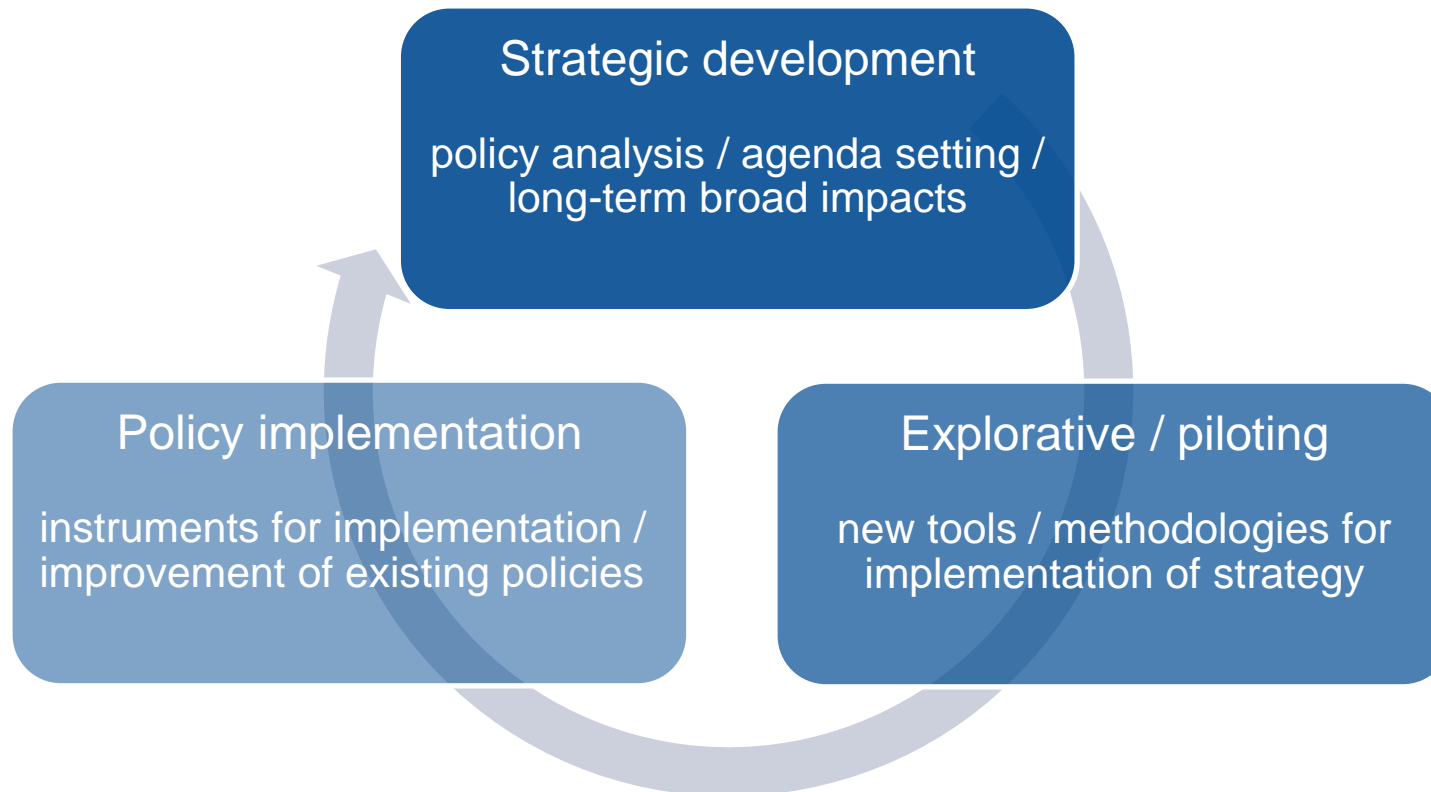 Strategic development
policy analysis / agenda setting /
long-term broad impacts
Policy implementation
instruments for implementation /
improvement of existing policies
Explorative / piloting
new tools / methodologies for
implementation of strategy